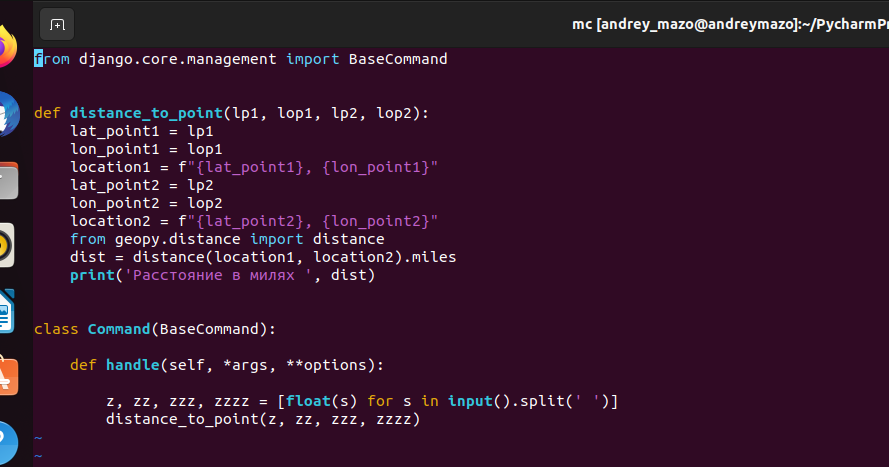 mc [andrey_mazo@andreymazo]:~/PycharmPr
from django.core.management import BaseCommand
def distance_to_point(lp1, lop1, lp2, lop2):
    lat_point1 = lp1
    lon_point1 = lop1
    location1 = f"{lat_point1}, {lon_point1}"
    lat_point2 = lp2
    lon_point2 = lop2
    location2 = f"{lat_point2}, {lon_point2}"
    from geopy.distance import distance
    dist = distance(location1, location2).miles
    print('Расстояние в милях ', dist)
class Command(BaseCommand):
    def handle(self, *args, **options):
        z, zz, zzz, zzzz = [float(s) for s in input().split(' ')]
        distance_to_point(z, zz, zzz, zzzz)
~
~